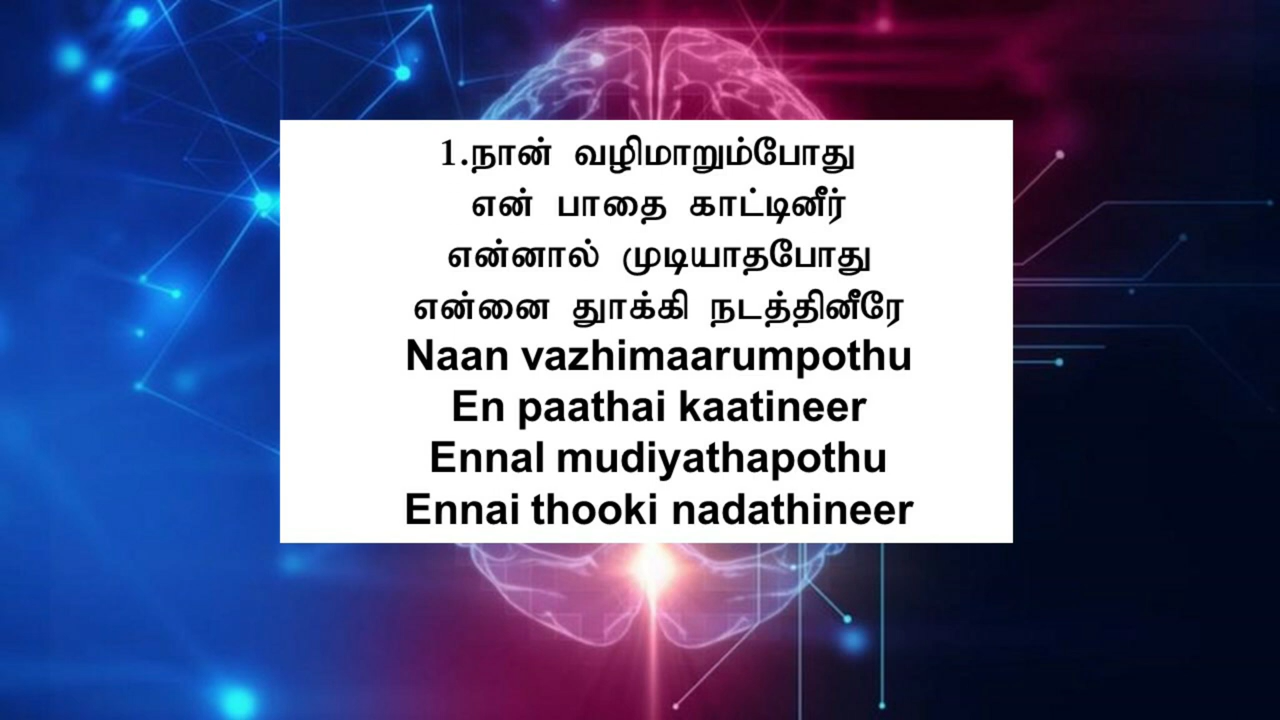 1.நான் வழிமாறும்போது
என் பாதை காட்டினீர்
என்னால் முடியாதபோது
என்னை தூக்கி நடத்தினீரே
Naan vazhimaarumpothu
En paathai kaatineer
Ennal mudiyathapothu
Ennai thooki nadathineer